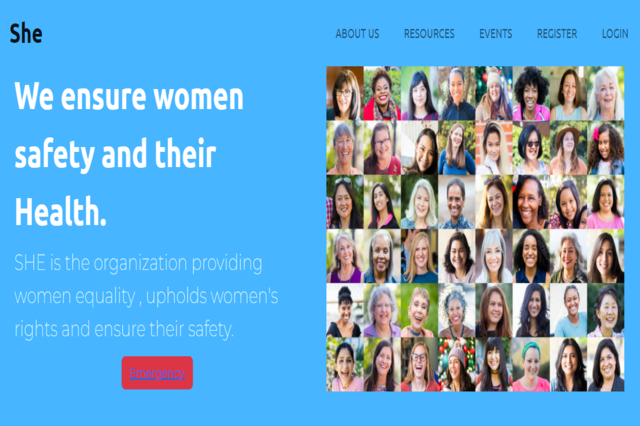 She
ABOUT US RESOURCES EVENTS REGISTER LOGIN
We ensure women
safety and their
Health.
SHE is the organization providing
women equality , upholds women's
rights and ensure their safety.
Emergency